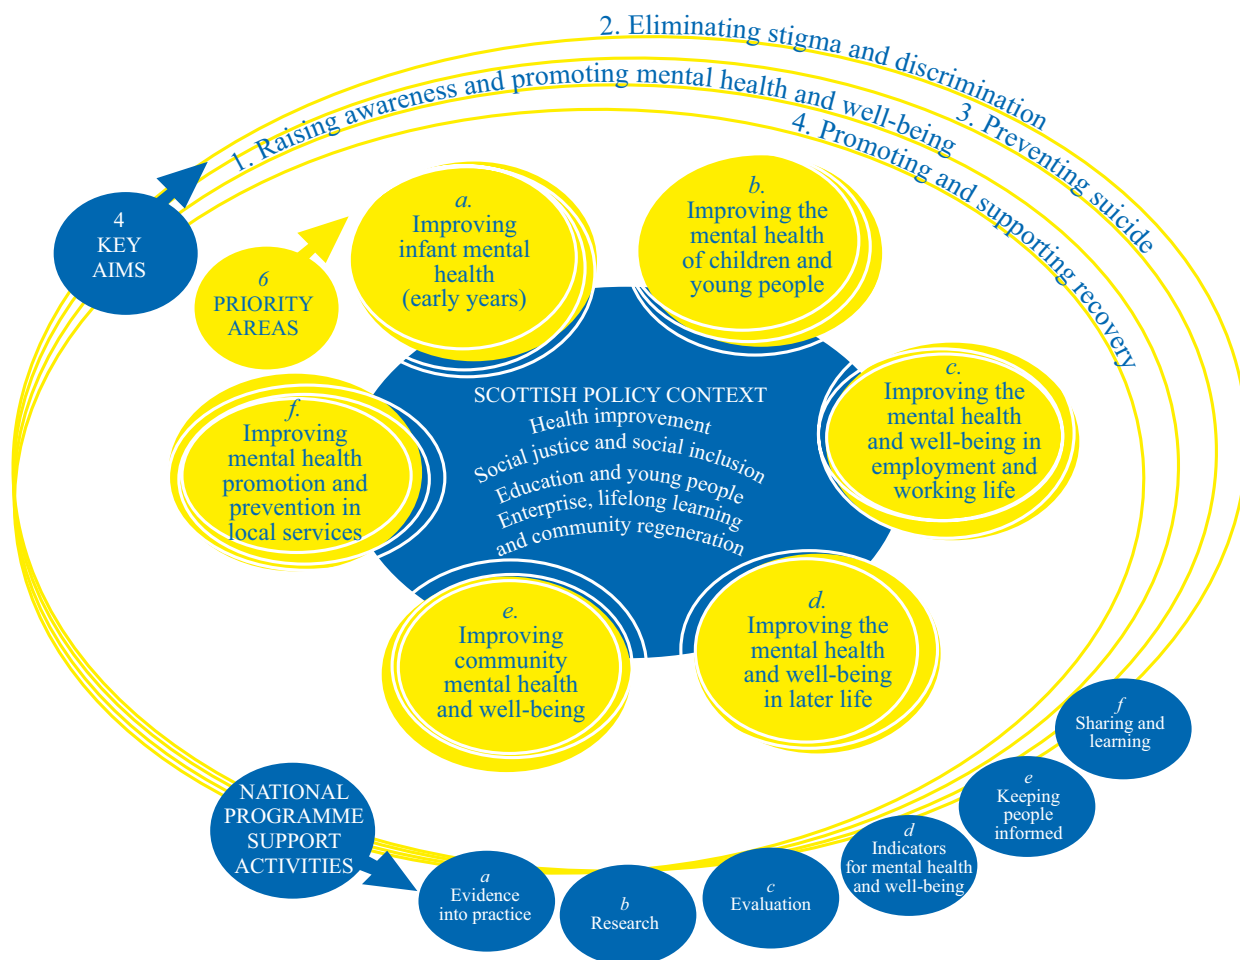 2. Eliminating stigma and discrimination
1. Raising awareness and promoting mental health and well-being
3. Preventing suicide
4. Promoting and supporting recovery
4
KEY
AIMS
6
PRIORITY
AREAS
a.
Improving
infant mental
health
(early years)
b.
Improving the
mental health
of children and
young people
c.
Improving the
mental health
and well-being in
employment and
working life
d.
Improving the
mental health
and well-being
in later life
e.
Improving
community
mental health
and well-being
f.
Improving
mental health
promotion and
prevention in
local services
SCOTTISH POLICY CONTEXT
Health improvement
Social justice and social inclusion
Education and young people
Enterprise, lifelong learning
and community regeneration
NATIONAL
PROGRAMME
SUPPORT
ACTIVITIES
a
Evidence
into practice
b
Research
c
Evaluation
d
Indicators
for mental health
and well-being
e
Keeping
people
informed
f
Sharing and
learning